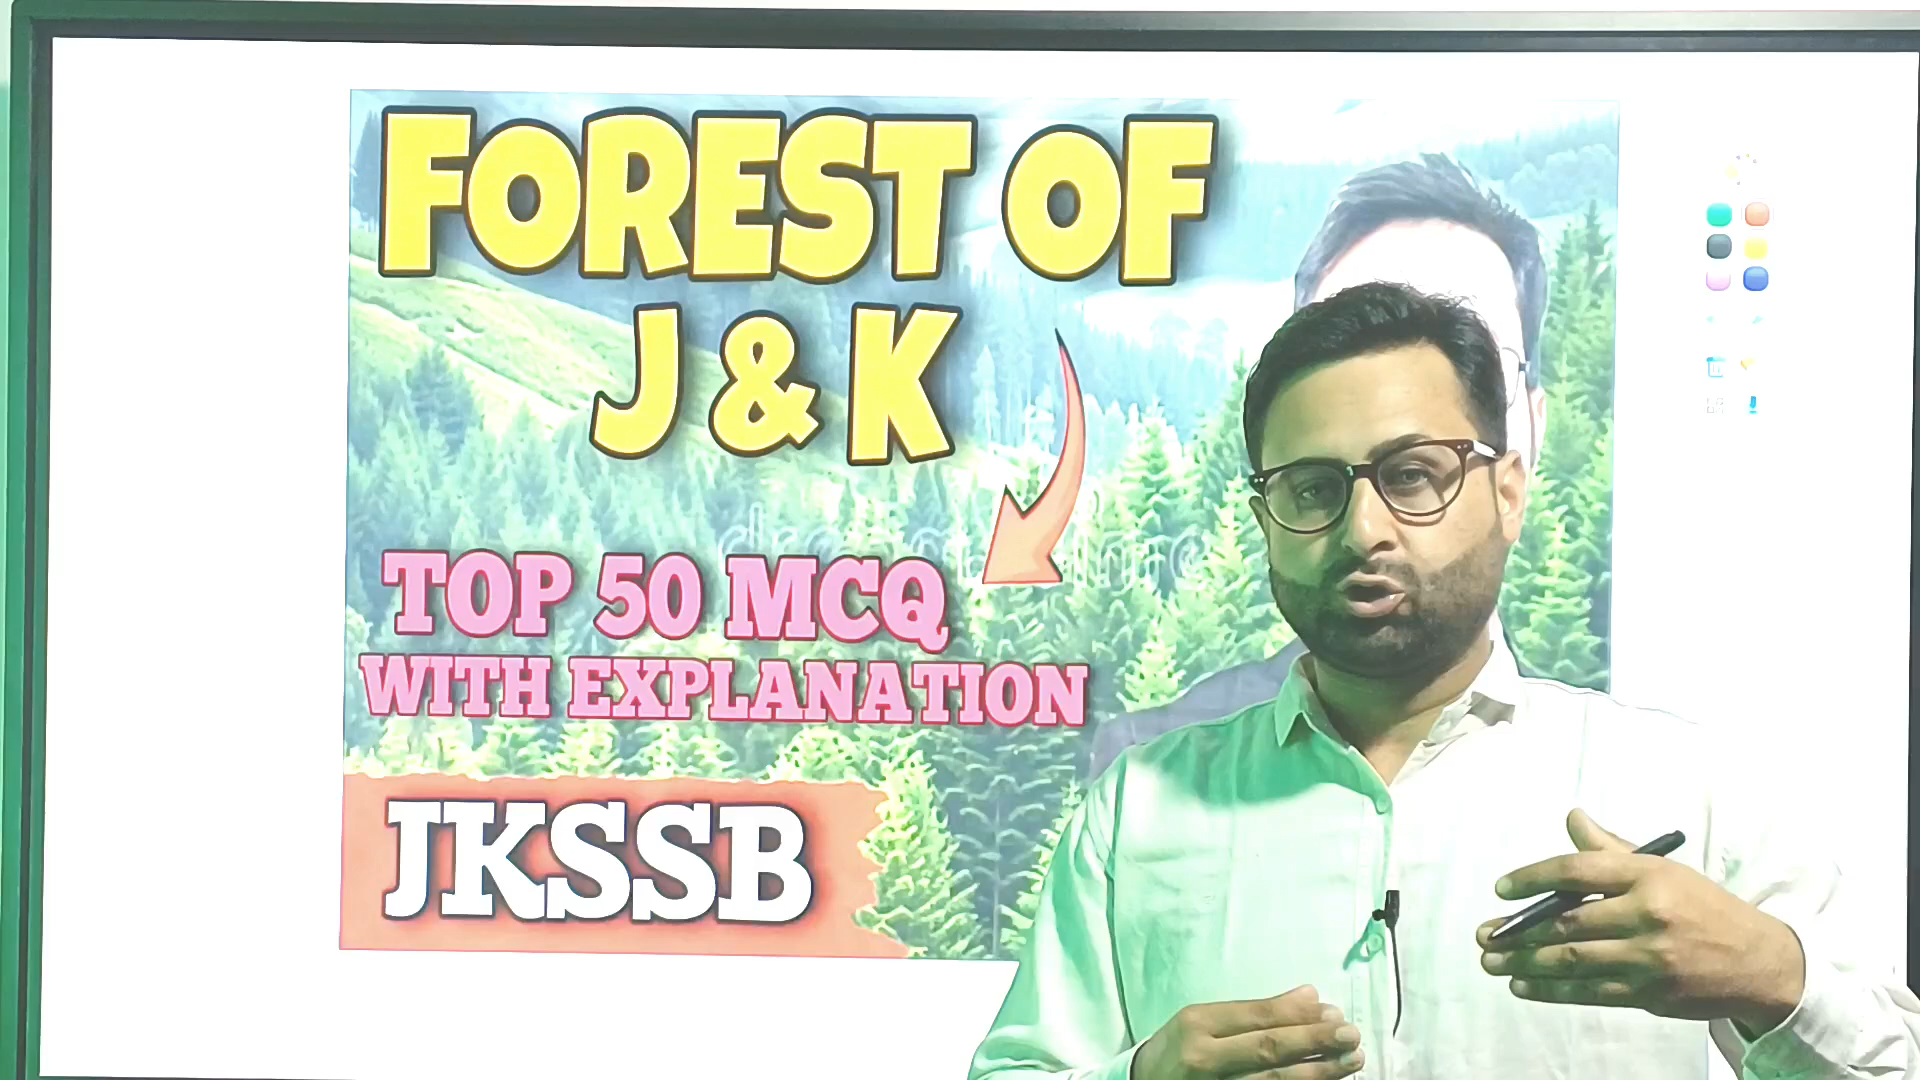 FOREST OF
J & K
TOP 50 MCQ
WITH EXPLANATION
JKSSB